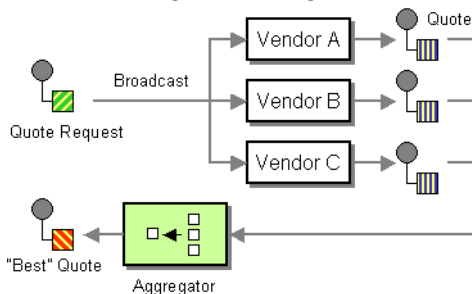 Quote
Vendor A
Broadcast
Vendor B
Quote Request
Vendor C
"Best" Quote
Aggregator